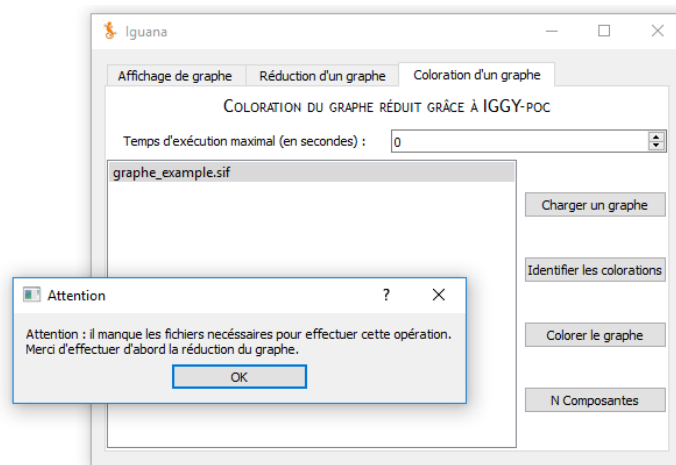 Iguana
Affichage de graphe
Réduction d'un graphe
Coloration d'un graphe
COLORATION DU GRAPHE RÉDUIT GRÂCE À IGGY-POC
Temps d'exécution maximal (en secondes) :
0
graphe_example.sif
Charger un graphe
Identifier les colorations
Attention
?
Attention : il manque les fichiers necéssaires pour effectuer cette opération.
Merci d'effectuer d'abord la réduction du graphe.
OK
Colorer le graphe
N Composantes